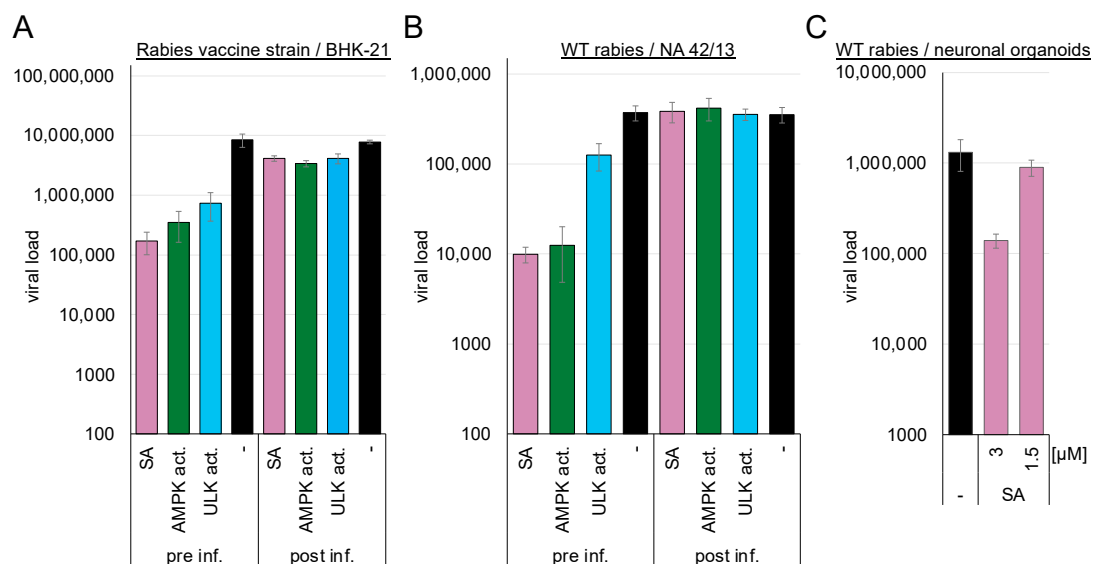 A
Rabies vaccine strain / BHK-21
100,000,000
10,000,000
1,000,000
100,000
10,000
1000
100
viral load
SA
AMPK act.
ULK act.
-
SA
AMPK act.
ULK act.
-
pre inf.
post inf.
B
WT rabies / NA 42/13
1,000,000
100,000
10,000
1000
100
viral load
SA
AMPK act.
ULK act.
-
SA
AMPK act.
ULK act.
-
pre inf.
post inf.
C
WT rabies / neuronal organoids
10,000,000
1,000,000
100,000
10,000
1000
viral load
3
1.5
[µM]
-
SA